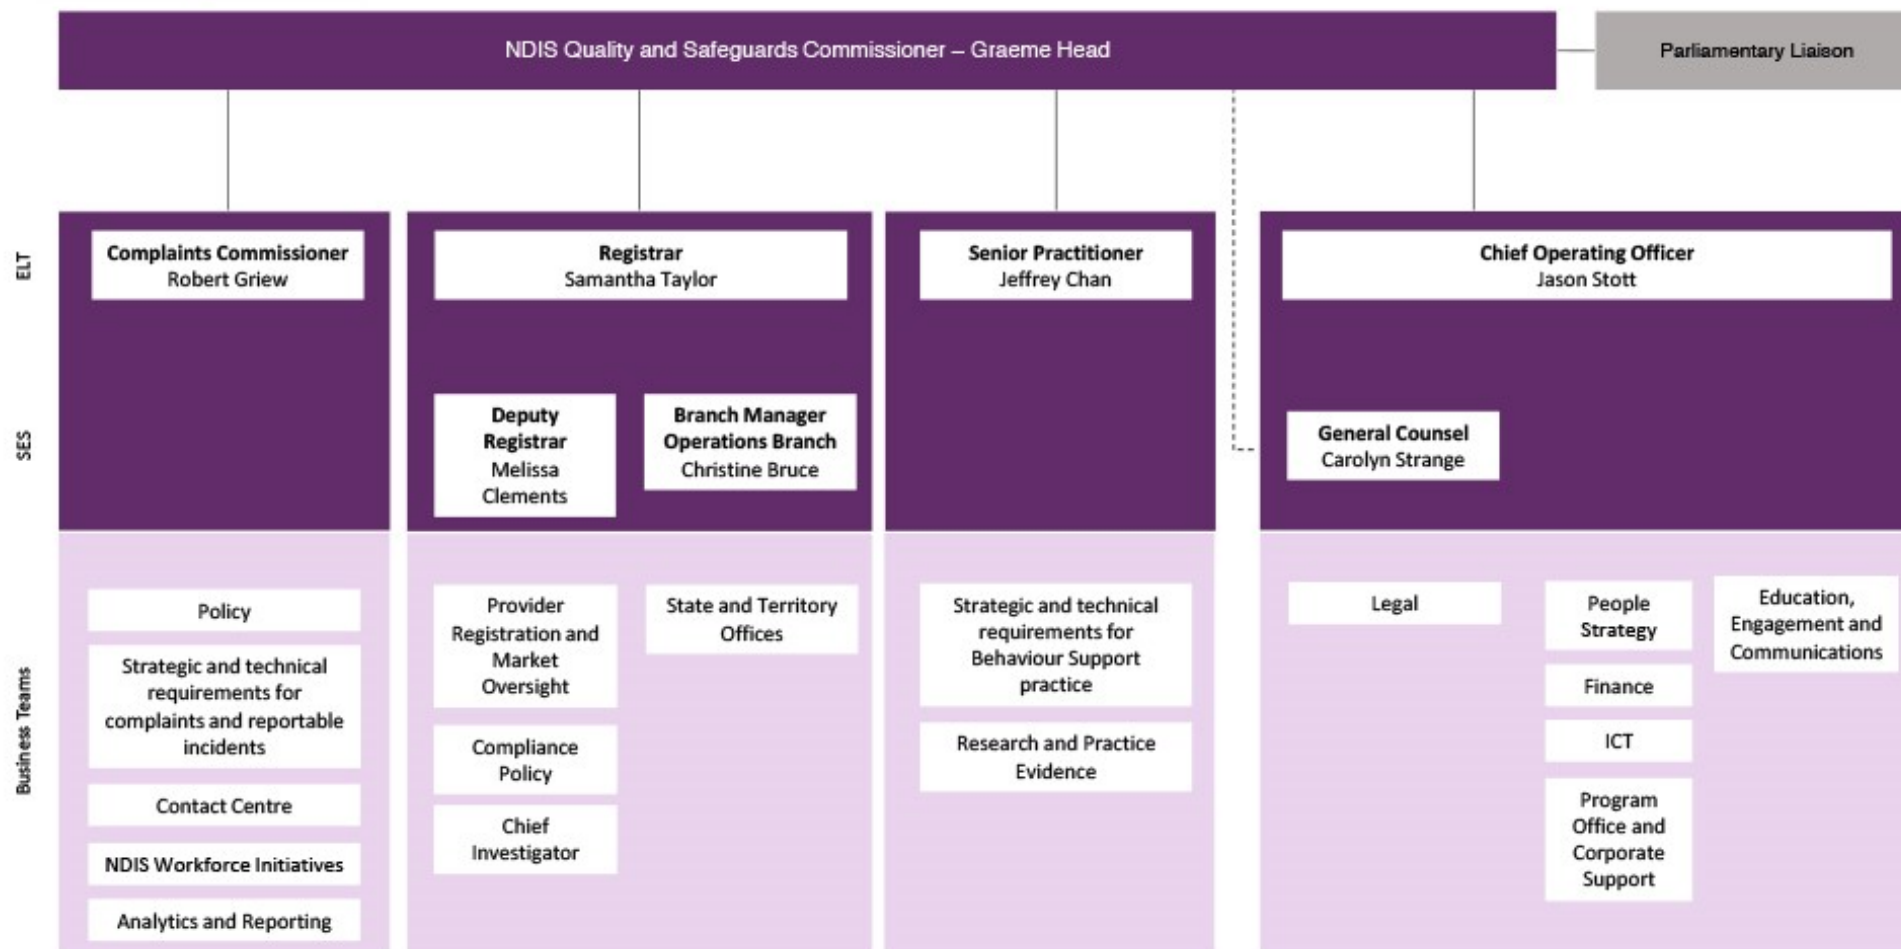 NDIS Quality and Safeguards Commissioner – Graeme Head
Parliamentary Liaison
ELT
Complaints Commissioner
Robert Griew
Registrar
Samantha Taylor
Senior Practitioner
Jeffrey Chan
Chief Operating Officer
Jason Stott
SES
Deputy
Registrar
Melissa
Clements
Branch Manager
Operations Branch
Christine Bruce
General Counsel
Carolyn Strange
Business Teams
Policy
Strategic and technical
requirements for
complaints and reportable
incidents
Contact Centre
NDIS Workforce Initiatives
Analytics and Reporting
Provider
Registration and
Market
Oversight
Compliance
Policy
Chief
Investigator
State and Territory
Offices
Strategic and technical
requirements for
Behaviour Support
practice
Research and Practice
Evidence
Legal
People
Strategy
Finance
ICT
Program
Office and
Corporate
Support
Education,
Engagement and
Communications